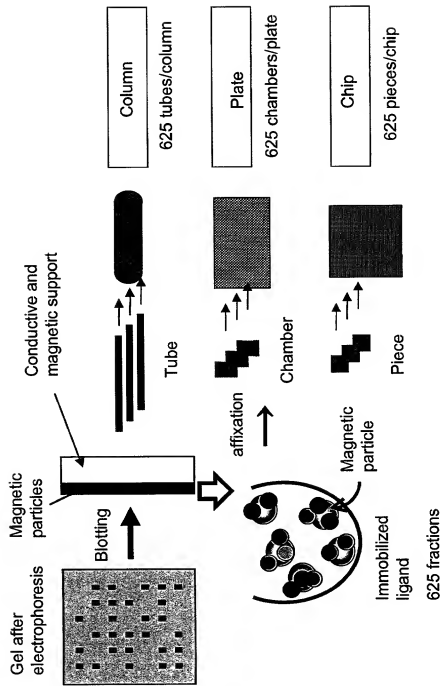 Gel after
electrophoresis
Blotting
Magnetic
particles
Conductive and
magnetic support
Immobilized
ligand
625 fractions
Magnetic
particle
affixation
Tube
Column
625 tubes/column
Chamber
Plate
625 chambers/plate
Piece
Chip
625 pieces/chip